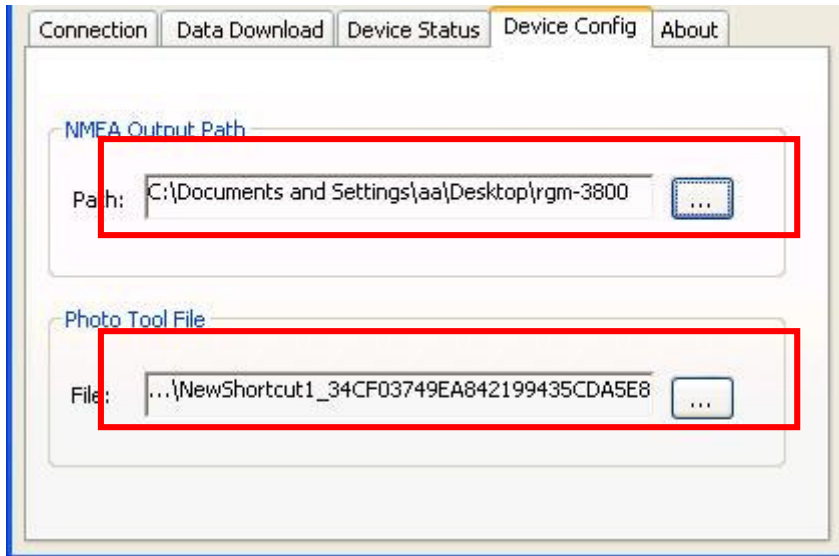 Connection Data Download Device Status Device Config About
NMEA Output Path
Path: C:\Documents and Settings\aa\Desktop\rgm-3800 ...
Photo Tool File
File: ...\NewShortcut1_34CF03749EA842199435CDA5E8 ...